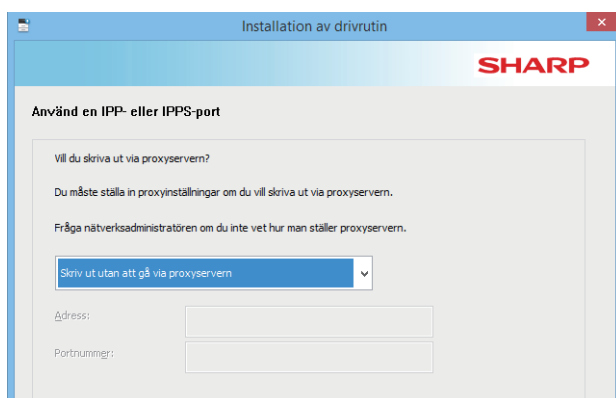 Installation av drivrutin
SHARP
Använd en IPP- eller IPPS-port
Vill du skriva ut via proxyservern?
Du måste ställa in proxyinställningar om du vill skriva ut via proxyservern.
Fråga nätverksadministratören om du inte vet hur man ställer proxyservern.
Skriv ut utan att gå via proxyservern
Adress:
Portnummer: